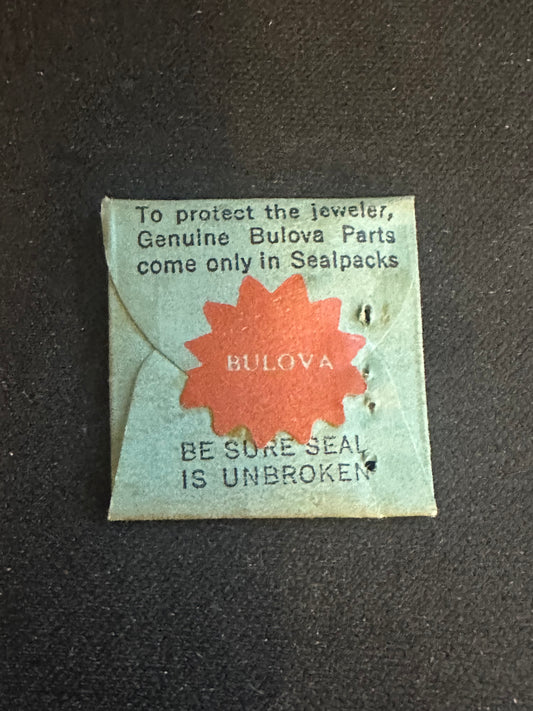 To protect the jeweler,
Genuine Bulova Parts
come only in Sealpacks
BULOVA
BE SURE SEAL
IS UNBROKEN